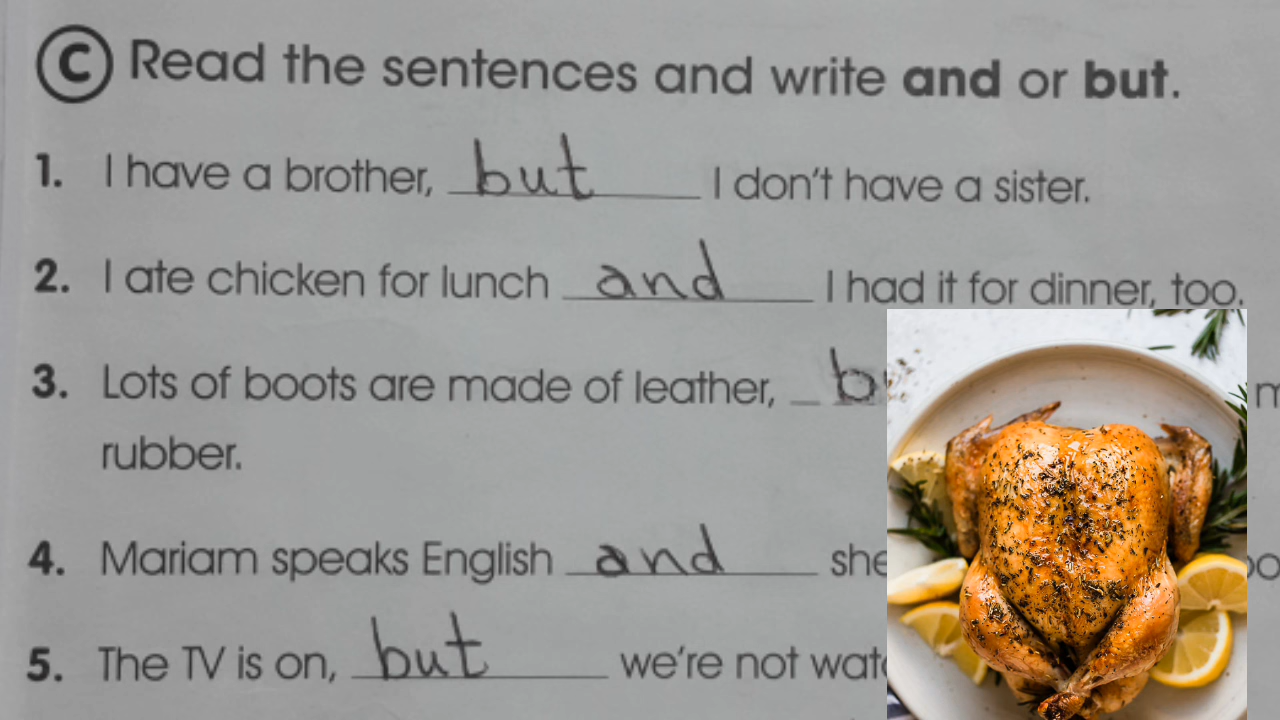 C Read the sentences and write and or but.
1. I have a brother, but I don't have a sister.
2. I ate chicken for lunch and I had it for dinner, too.
3. Lots of boots are made of leather,
rubber.
4. Mariam speaks English and she
5. The TV is on, but we're not